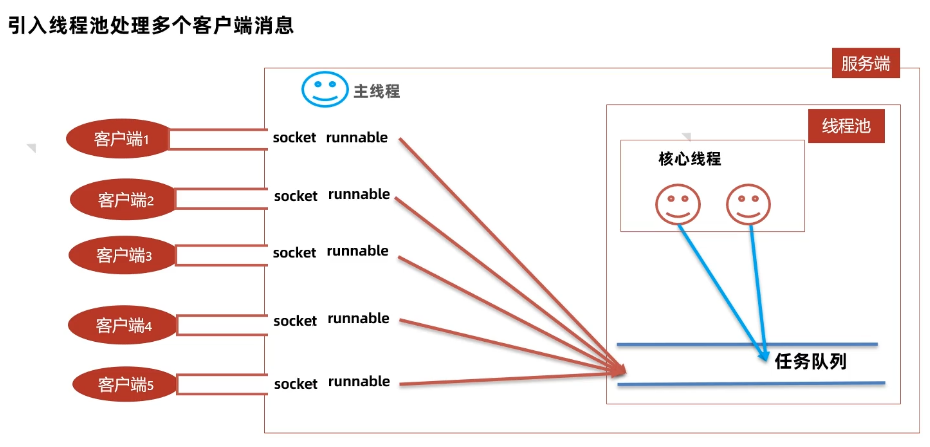 引入线程池处理多个客户端消息
服务端
主线程
线程池
客户端1
socket runnable
核心线程
客户端2
socket runnable
客户端3
socket runnable
客户端4
socket runnable
任务队列
客户端5
socket runnable